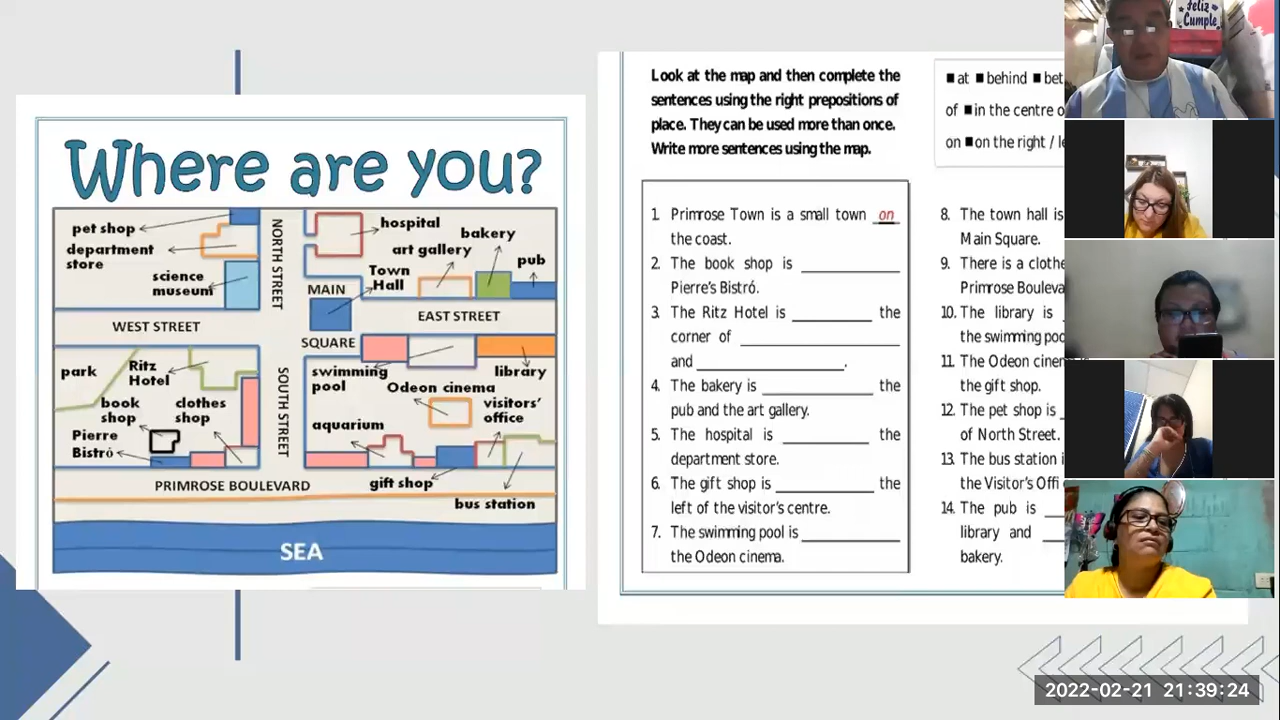 Feliz
Cumple
Where are you?
pet shop
department
store
science
museum
NORTH STREET
hospital
art gallery
bakery
pub
Town
Hall
MAIN
SQUARE
WEST STREET
EAST STREET
park
Ritz
Hotel
book
shop
clothes
shop
Pierre
Bistró
SOUTH STREET
swimming
pool
library
Odeon cinema
visitors'
office
aquarium
gift shop
bus station
PRIMROSE BOULEVARD
SEA
Look at the map and then complete the
sentences using the right prepositions of
place. They can be used more than once.
Write more sentences using the map.
■ at ■ behind ■
of ■ in the centre
on ■ on the right /
1. Primrose Town is a small town on
the coast.
2. The book shop is ____________
Pierre's Bistró.
3. The Ritz Hotel is __________ the
corner of ____________________
and ___________________.
4. The bakery is ______________ the
pub and the art gallery.
5. The hospital is ___________ the
department store.
6. The gift shop is ____________ the
left of the visitor's centre.
7. The swimming pool is ____________
the Odeon cinema.
8. The town hall is
Main Square.
9. There is a
Primrose
10. The library is
the swimming
11. The Odeon
the gift shop.
12. The pet shop is
of North Street.
13. The bus station
the Visitor's
14. The pub is ___
library and ___
bakery.
2022-02-21 21:39:24